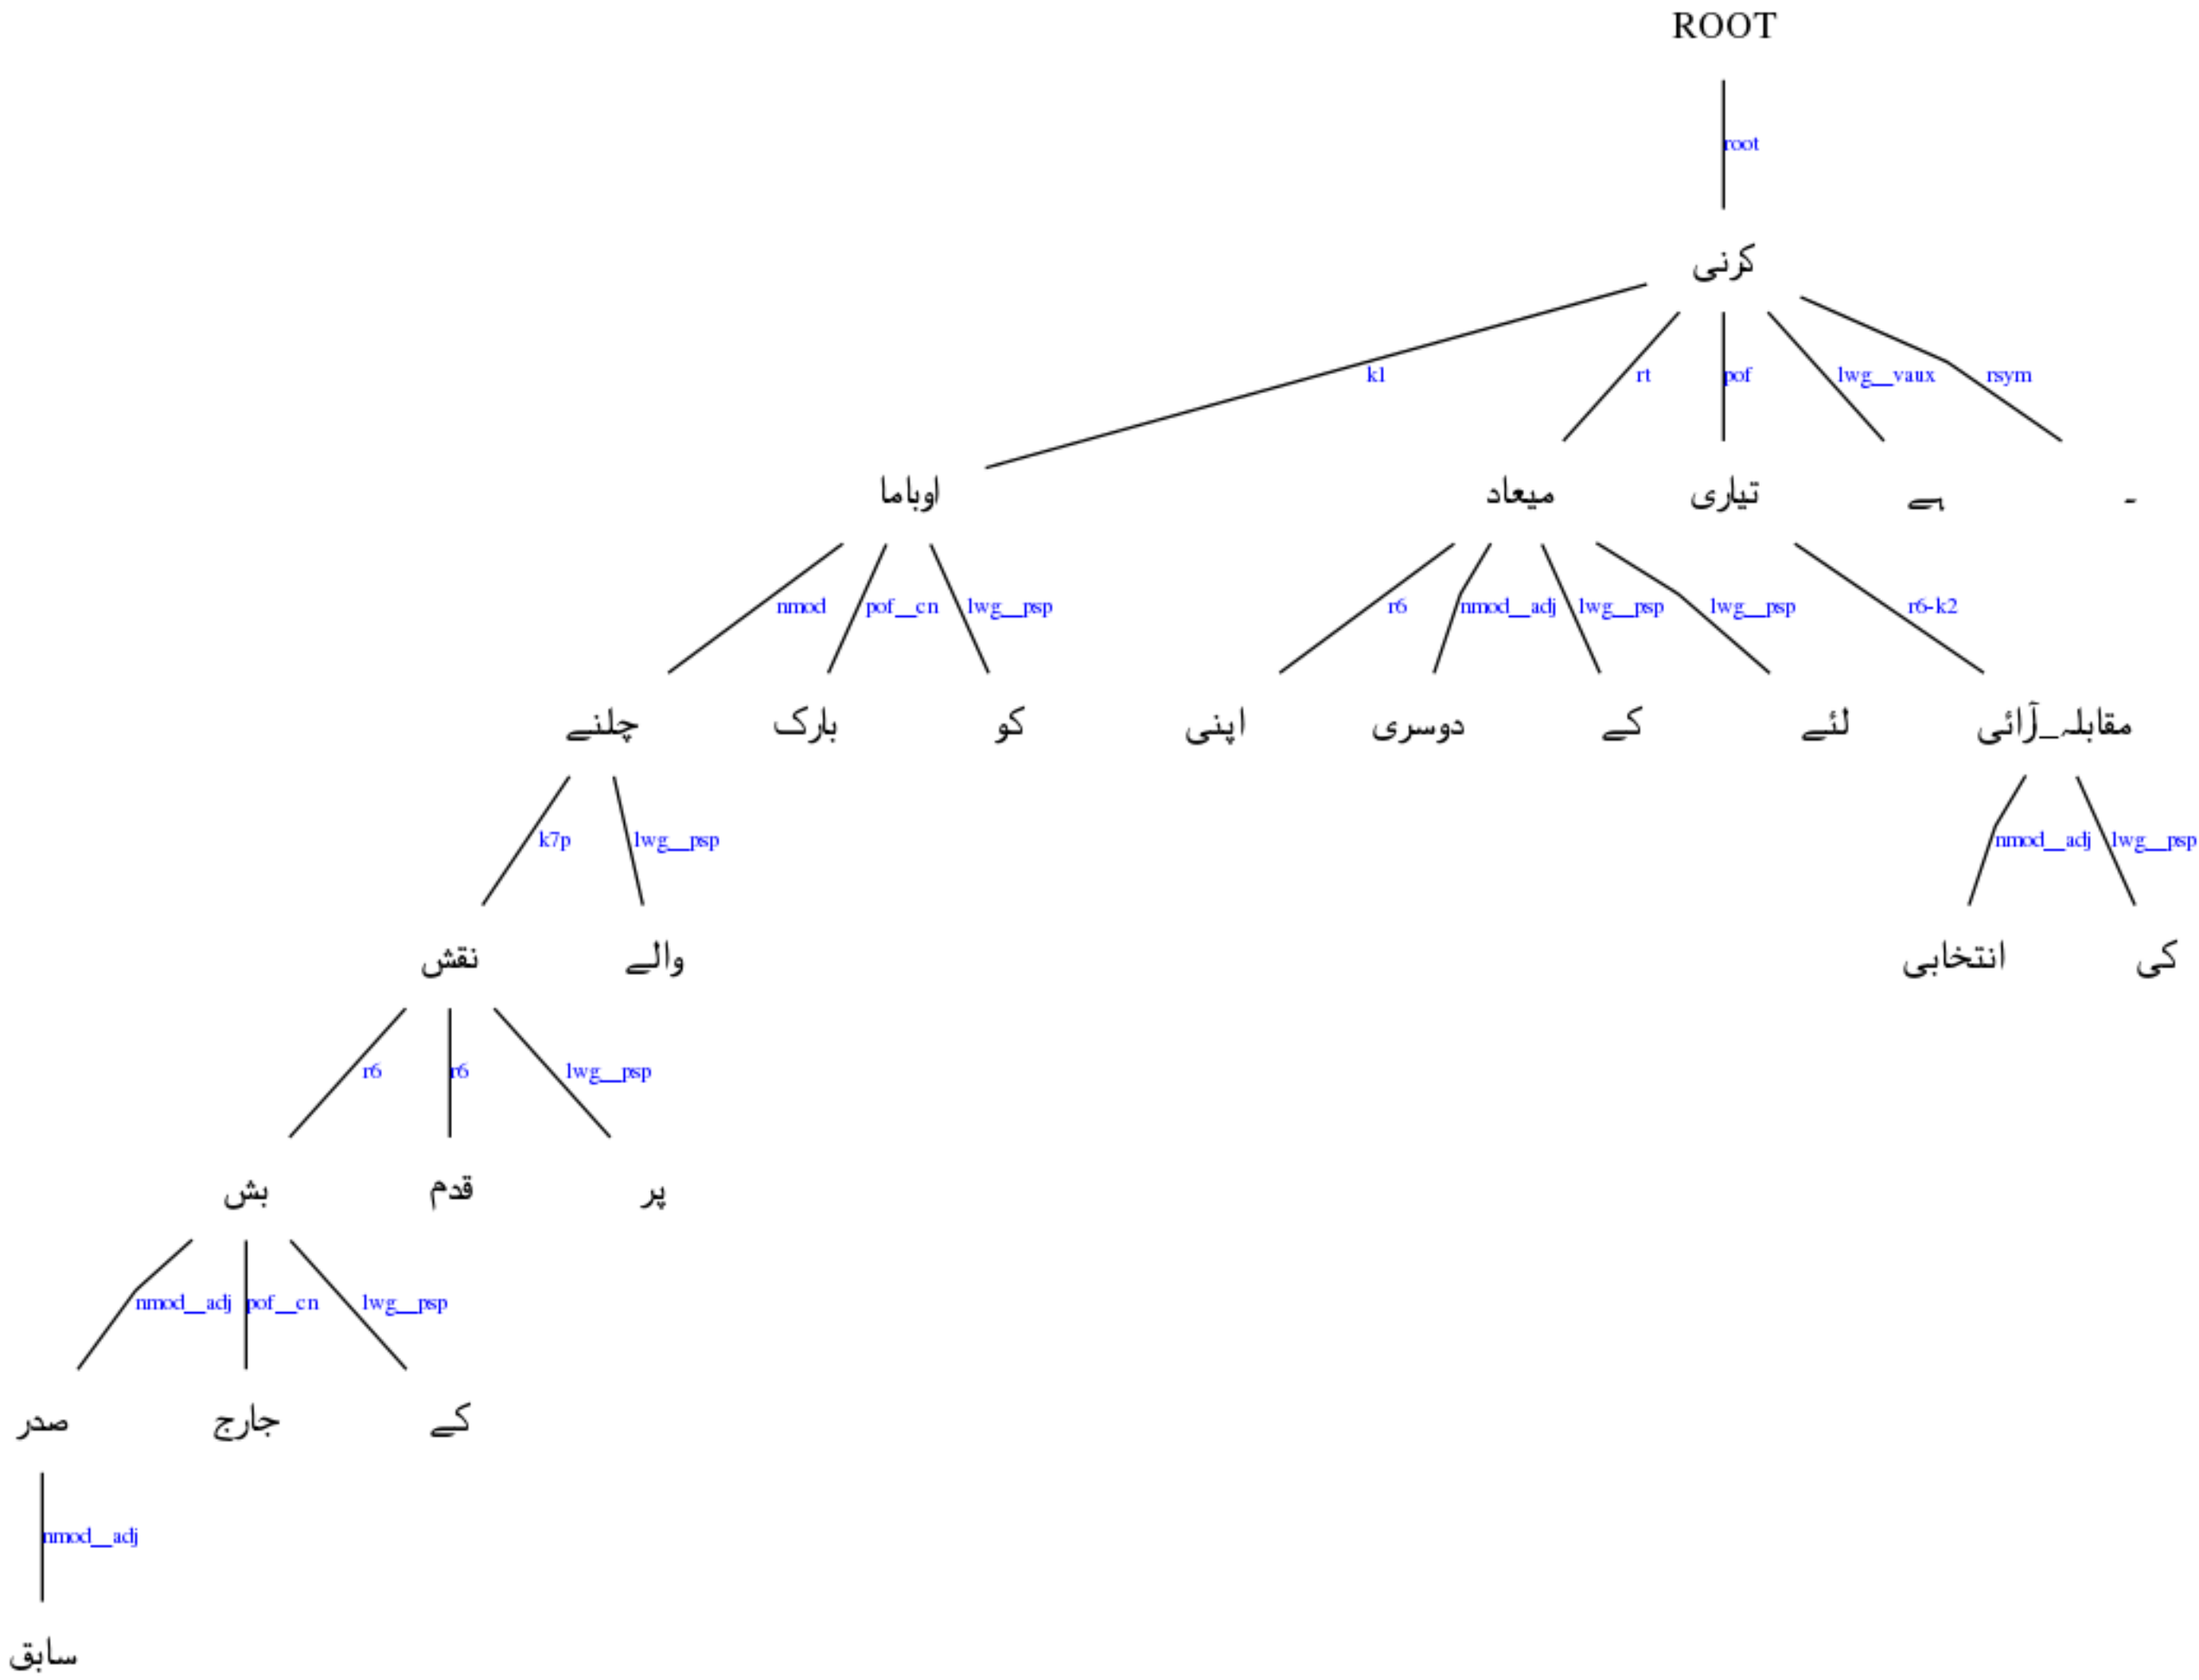 ROOT
root
کرنی
k1 rt pof lwg__vaux rsym
اوباما میعاد تیاری ہے ۔
nmod pof__cn lwg__psp r6 nmod__adj lwg__psp lwg__psp r6-k2
چلنے بارک کو اپنی دوسری کے لئے مقابلہ_آرائی
k7p lwg__psp nmod__adj lwg__psp
نقش والے انتخابی کی
r6 r6 lwg__psp
بش قدم پر
nmod__adj pof__cn lwg__psp
صدر جارج کے
nmod__adj
سابق